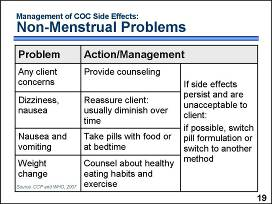 Management of COC Side Effects:
Non-Menstrual Problems
Problem
Action/Management
Any client
concerns
Provide counseling
Dizziness,
nausea
Reassure client:
usually diminish over
time
Nausea and
vomiting
Take pills with food or
at bedtime
Weight
change
Counsel about healthy
eating habits and
exercise
If side effects
persist and are
unacceptable to
client:
if possible, switch
pill formulation or
switch to another
method
Source: CCP and WHO, 2007
19